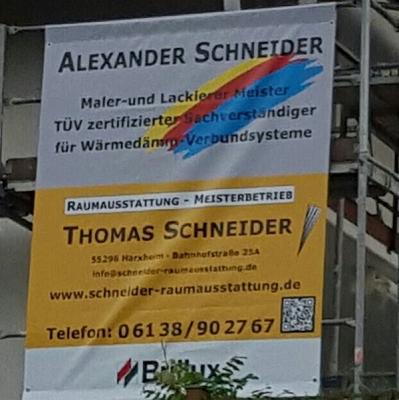 ALEXANDER SCHNEIDER
Maler-und Lackierer Meister
TÜV zertifizierter Sachverständiger
für Wärmedämm-Verbundsysteme
RAUMAUSSTATTUNG - MEISTERBETRIEB
THOMAS SCHNEIDER
55296 Harxheim - Bahnhofstraße 25A
info@schneider-raumausstattung.de
www.schneider-raumausstattung.de
Telefon: 06138/902767
Brillux